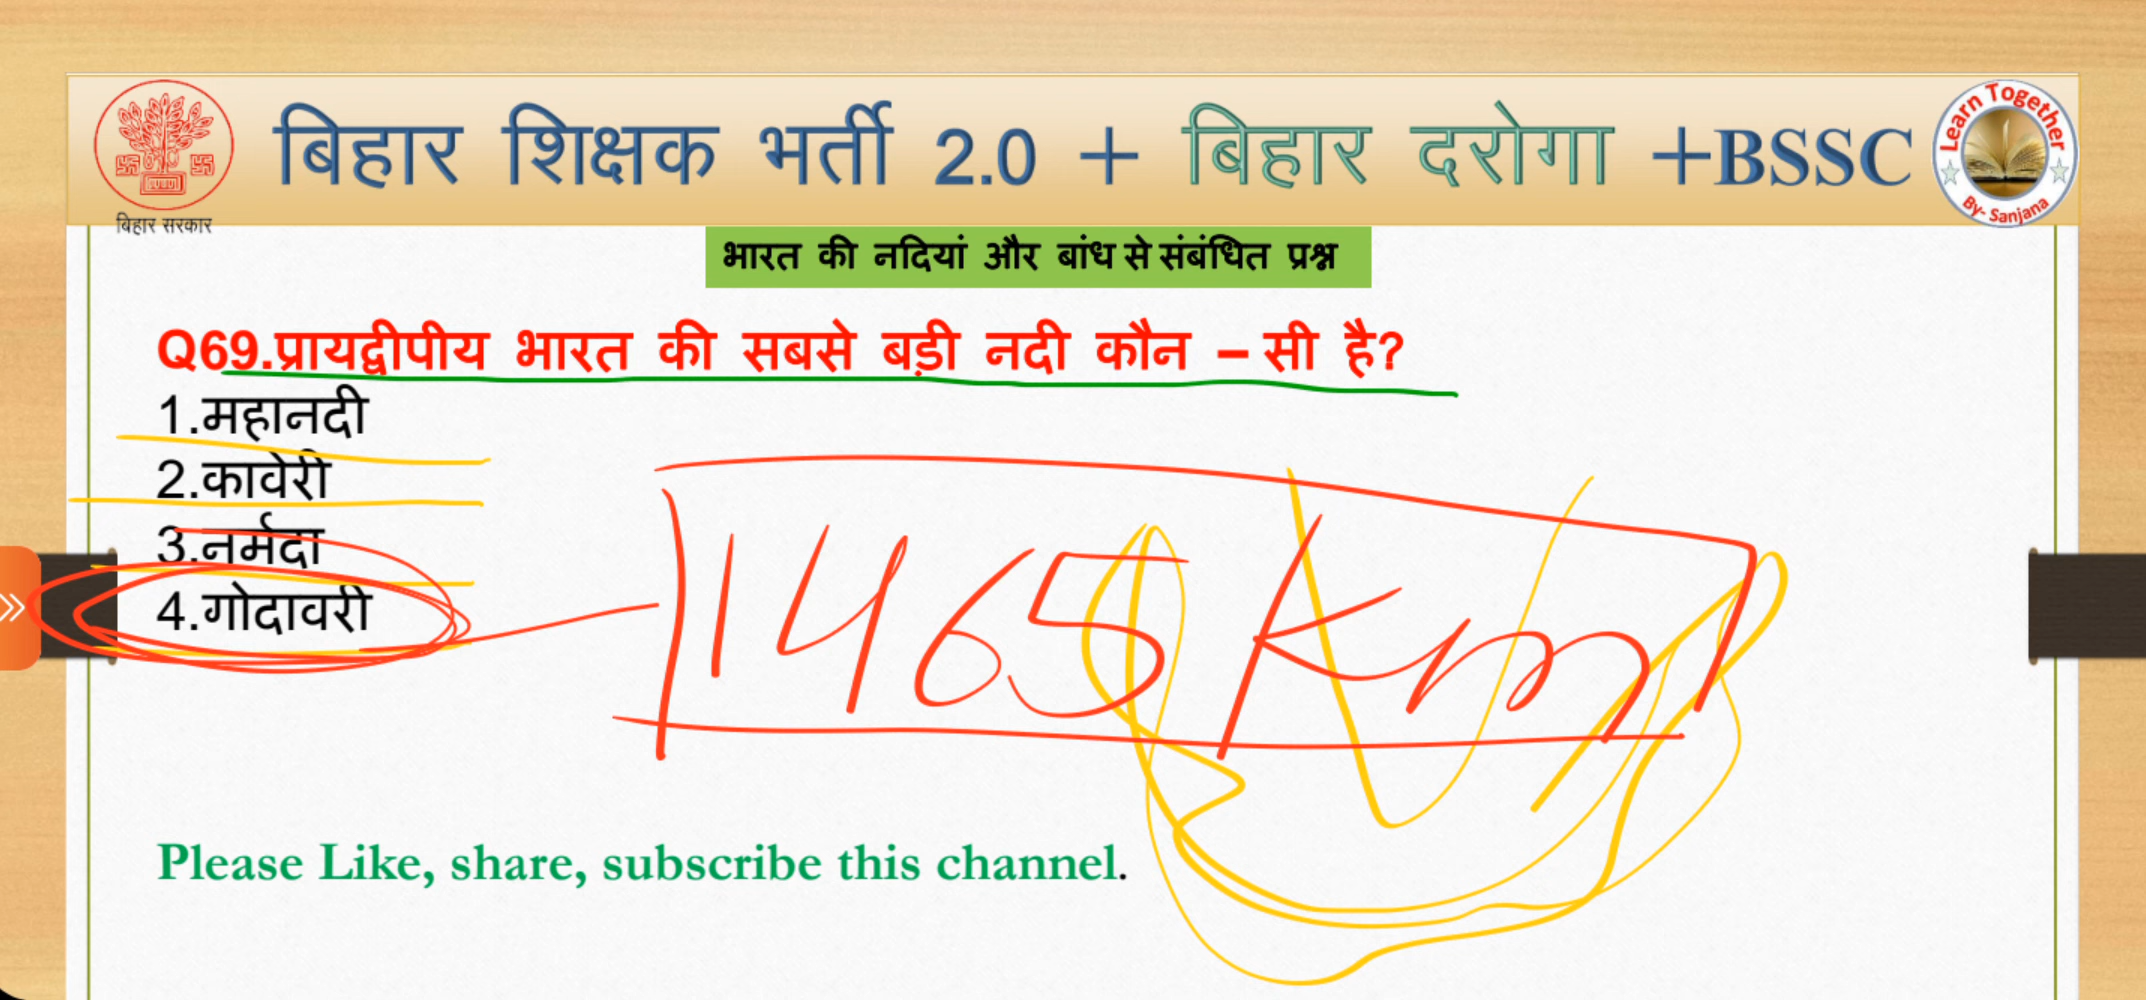 बिहार शिक्षक भर्ती 2.0 + बिहार दरोगा +BSSC
Learn Together
By- Sanjana
बिहार सरकार
भारत की नदियां और बांध से संबंधित प्रश्न
Q69.प्रायद्वीपीय भारत की सबसे बड़ी नदी कौन – सी है?
1.महानदी
2.कावेरी
3.नर्मदा
4.गोदावरी
1465 Km
Please Like, share, subscribe this channel.